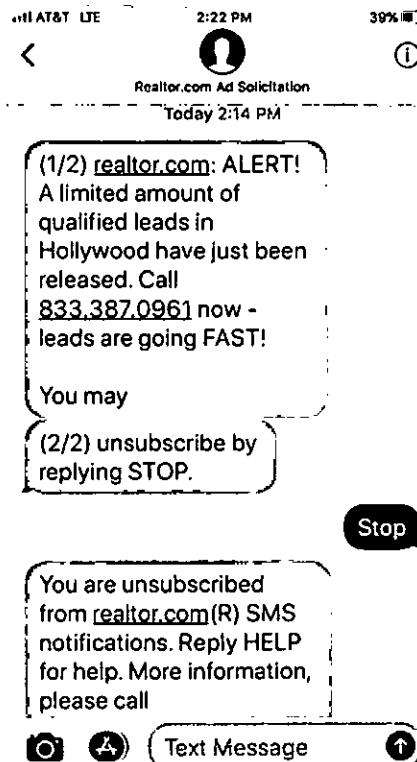 AT&T LTE 2:22 PM 39%
Realtor.com Ad Solicitation
Today 2:14 PM
(1/2) realtor.com: ALERT!
A limited amount of
qualified leads in
Hollywood have just been
released. Call
833.387.0961 now -
leads are going FAST!
You may
(2/2) unsubscribe by
replying STOP.
Stop
You are unsubscribed
from realtor.com(R) SMS
notifications. Reply HELP
for help. More information,
please call
Text Message